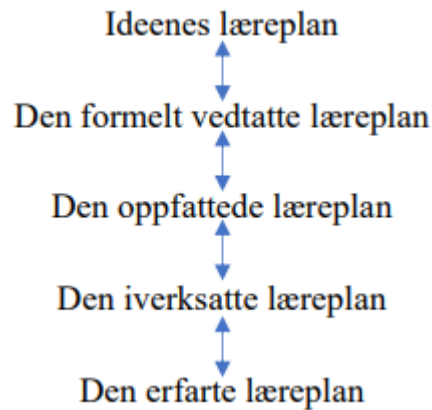 Ideenes læreplan
Den formelt vedtatte læreplan
Den oppfattede læreplan
Den iverksatte læreplan
Den erfarte læreplan